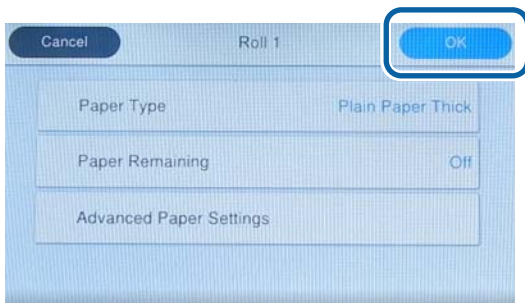 Cancel Roll 1 OK
Paper Type Plain Paper Thick
Paper Remaining Off
Advanced Paper Settings